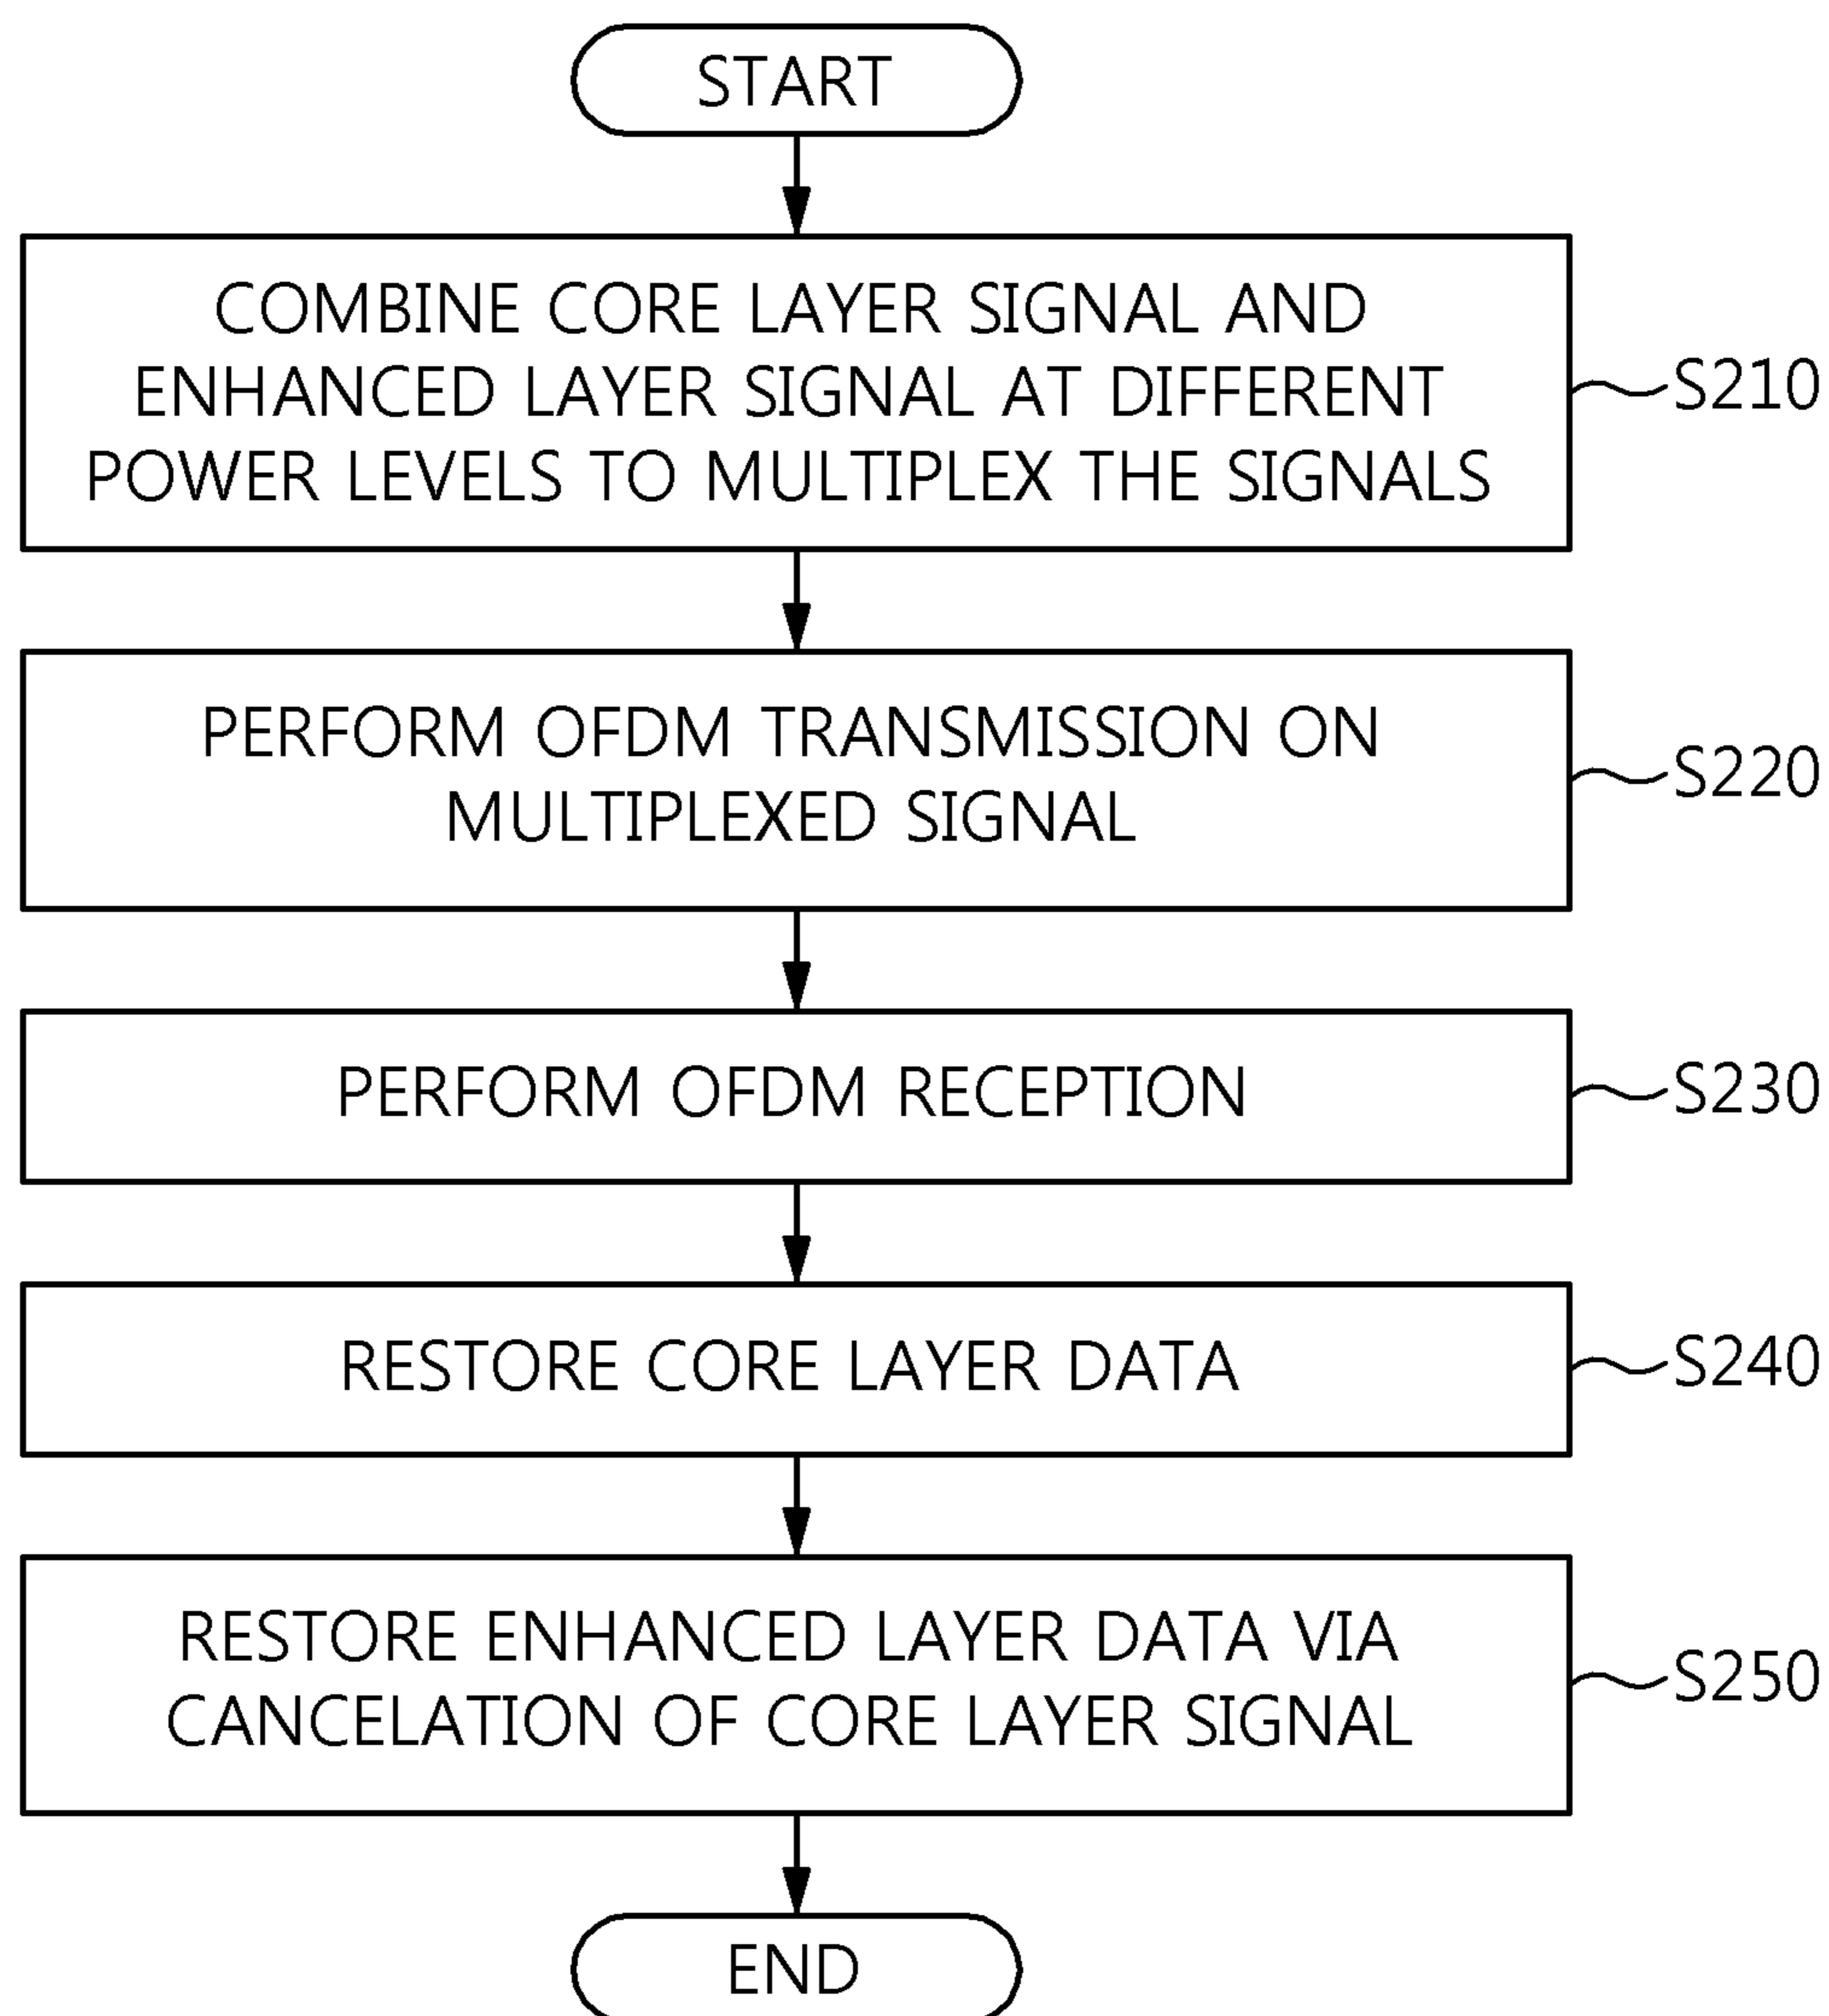 START
COMBINE CORE LAYER SIGNAL AND
ENHANCED LAYER SIGNAL AT DIFFERENT
POWER LEVELS TO MULTIPLEX THE SIGNALS
S210
PERFORM OFDM TRANSMISSION ON
MULTIPLEXED SIGNAL
S220
PERFORM OFDM RECEPTION
S230
RESTORE CORE LAYER DATA
S240
RESTORE ENHANCED LAYER DATA VIA
CANCELATION OF CORE LAYER SIGNAL
S250
END